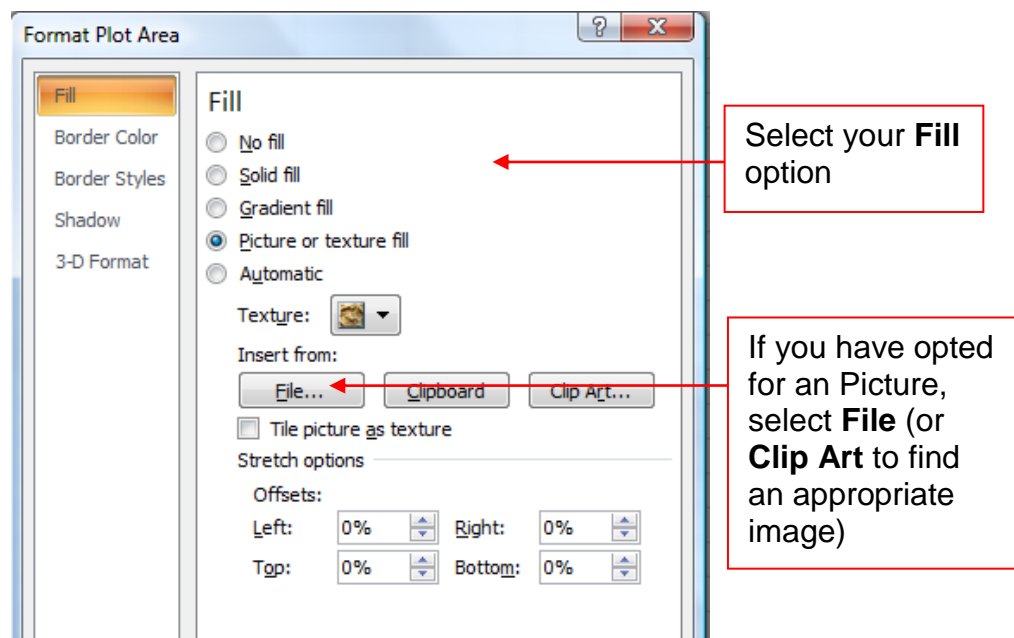 Format Plot Area
?
Fill
Border Color
Border Styles
Shadow
3-D Format
Fill
No fill
Solid fill
Gradient fill
Picture or texture fill
Automatic
Texture:
Insert from:
File... Clipboard Clip Art...
Tile picture as texture
Stretch options
Offsets:
Left: 0% Right: 0%
Top: 0% Bottom: 0%
Select your Fill
option
If you have opted
for an Picture,
select File (or
Clip Art to find
an appropriate
image)